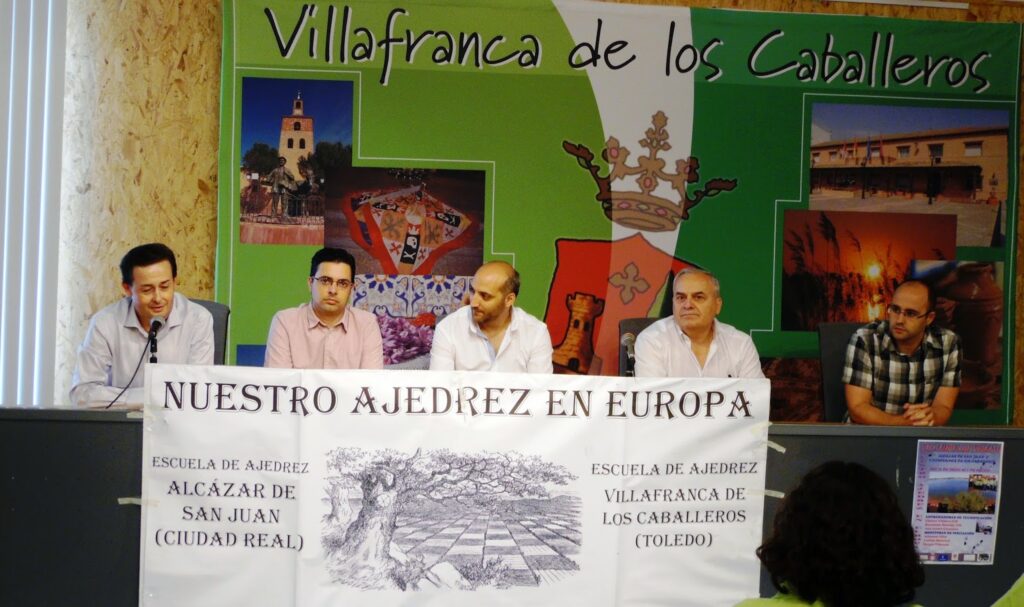 Villafranca de los Caballeros
NUESTRO AJEDREZ EN EUROPA
ESCUELA DE AJEDREZ
ALCÁZAR DE
SAN JUAN
(CIUDAD REAL)
ESCUELA DE AJEDREZ
VILLAFRANCA DE
LOS CABALLEROS
(TOLEDO)